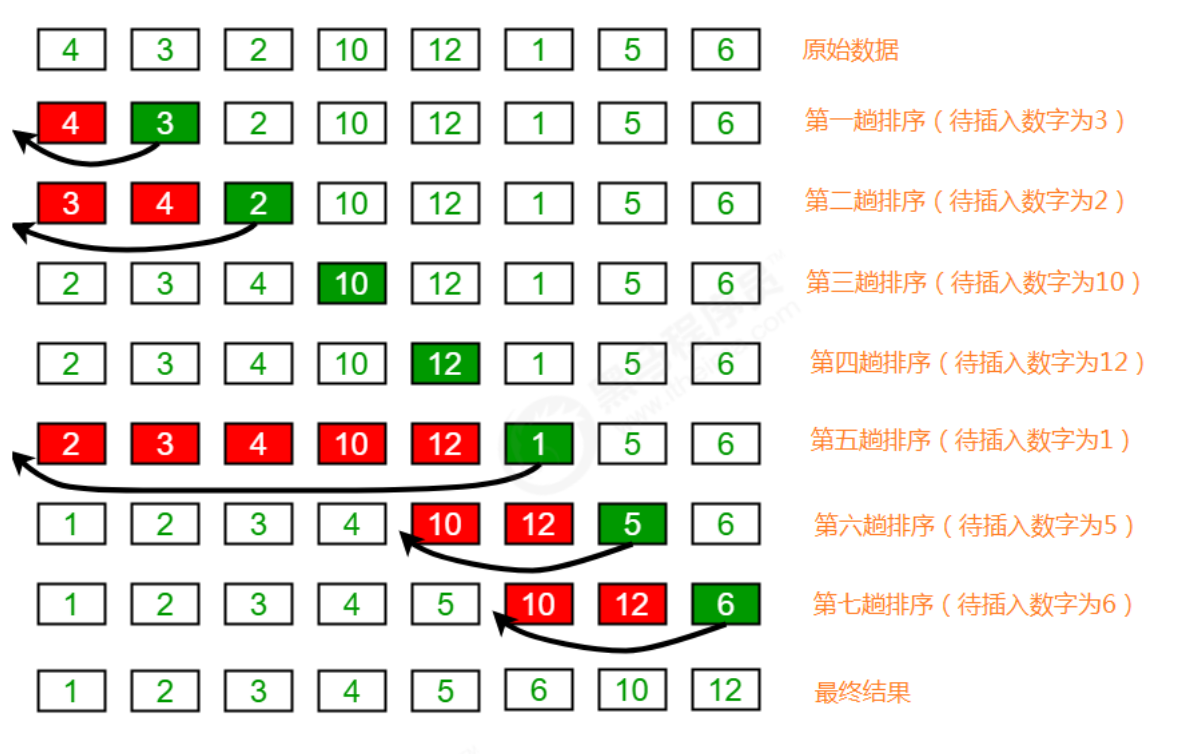 4 3 2 10 12 1 5 6 原始数据
4 3 2 10 12 1 5 6 第一趟排序（待插入数字为3）
3 4 2 10 12 1 5 6 第二趟排序（待插入数字为2）
2 3 4 10 12 1 5 6 第三趟排序（待插入数字为10）
2 3 4 10 12 1 5 6 第四趟排序（待插入数字为12）
2 3 4 10 12 1 5 6 第五趟排序（待插入数字为1）
1 2 3 4 10 12 5 6 第六趟排序（待插入数字为5）
1 2 3 4 5 10 12 6 第七趟排序（待插入数字为6）
1 2 3 4 5 6 10 12 最终结果